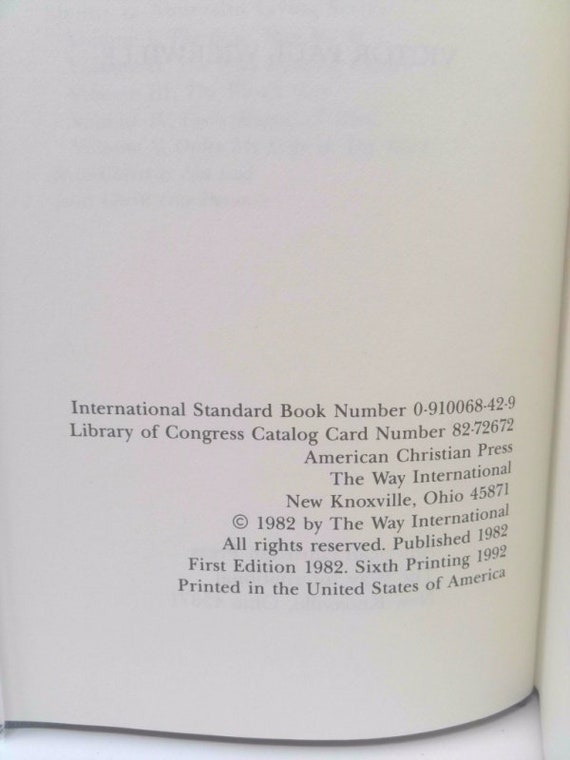 International Standard Book Number 0-910068-42-9
Library of Congress Catalog Card Number 82-72672
American Christian Press
The Way International
New Knoxville, Ohio 45871
© 1982 by The Way International
All rights reserved. Published 1982
First Edition 1982. Sixth Printing 1992
Printed in the United States of America